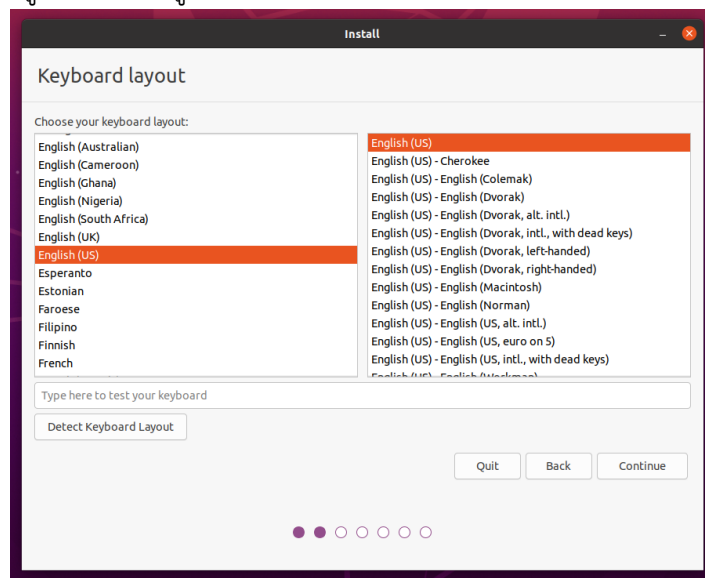 Install
Keyboard layout
Choose your keyboard layout:
English (Australian)
English (Cameroon)
English (Ghana)
English (Nigeria)
English (South Africa)
English (UK)
English (US)
Esperanto
Estonian
Faroese
Filipino
Finnish
French
English (US)
English (US) - Cherokee
English (US) - English (Colemak)
English (US) - English (Dvorak)
English (US) - English (Dvorak, alt. intl.)
English (US) - English (Dvorak, intl., with dead keys)
English (US) - English (Dvorak, left-handed)
English (US) - English (Dvorak, right-handed)
English (US) - English (Macintosh)
English (US) - English (Norman)
English (US) - English (US, alt. intl.)
English (US) - English (US, euro on 5)
English (US) - English (US, intl., with dead keys)
English (US) - English (Workman)
Type here to test your keyboard
Detect Keyboard Layout
Quit
Back
Continue